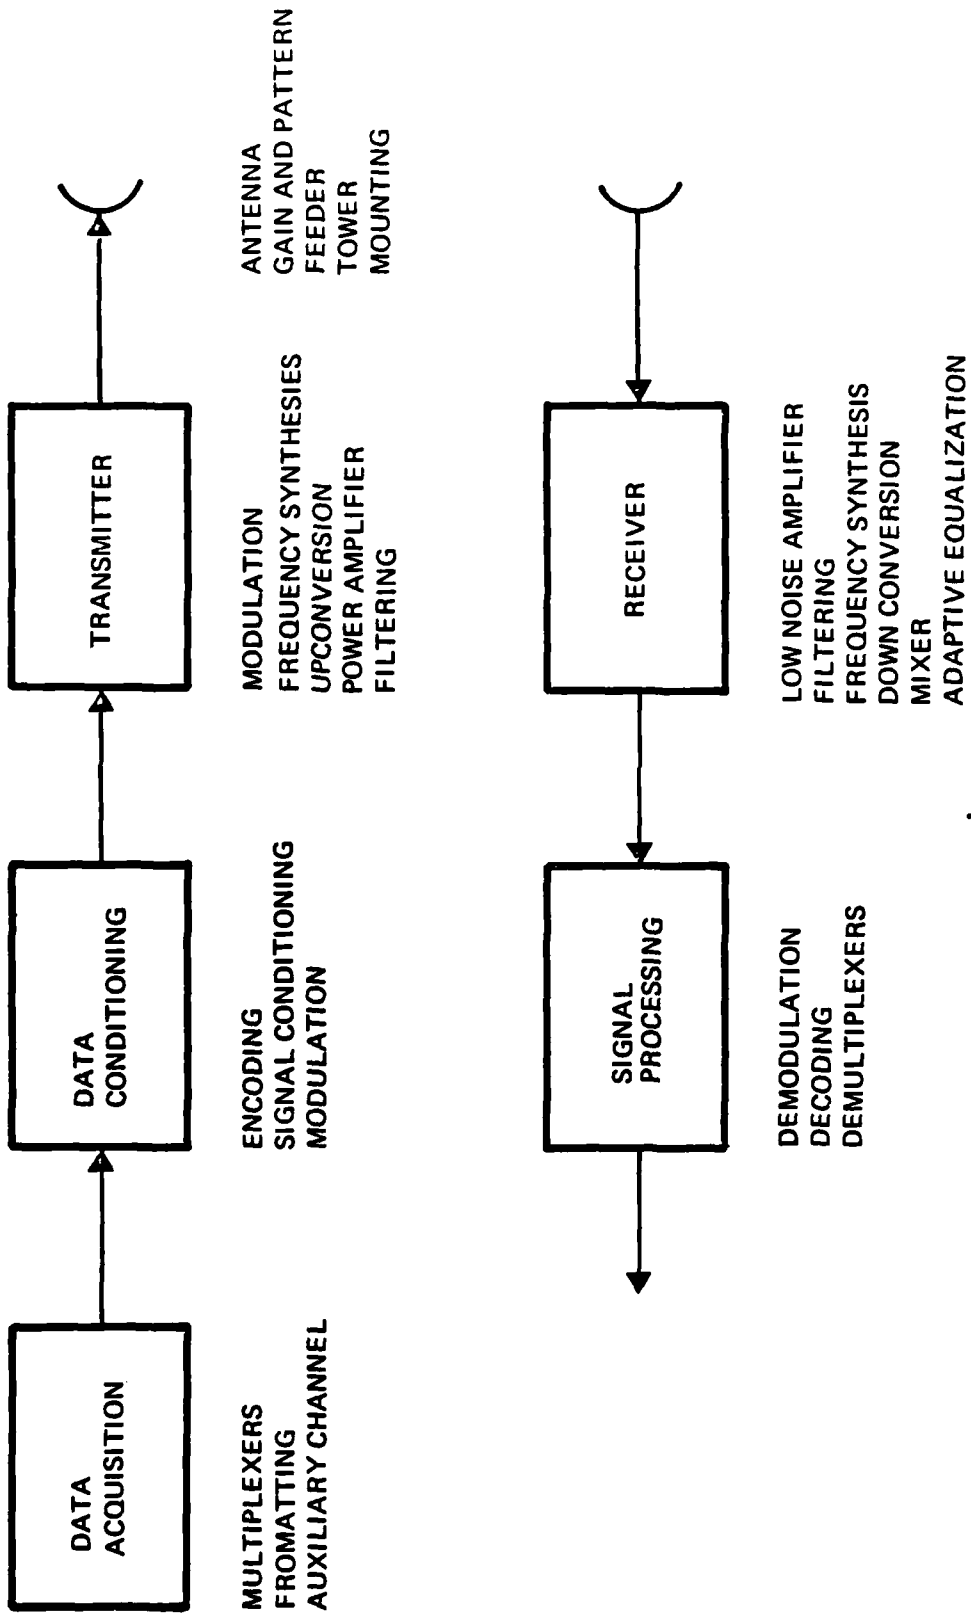 DATA
ACQUISITION
MULTIPLEXERS
FROMATTING
AUXILIARY CHANNEL
DATA
CONDITIONING
ENCODING
SIGNAL CONDITIONING
MODULATION
TRANSMITTER
MODULATION
FREQUENCY SYNTHESIES
UPCONVERSION
POWER AMPLIFIER
FILTERING
ANTENNA
GAIN AND PATTERN
FEEDER
TOWER
MOUNTING
SIGNAL
PROCESSING
DEMODULATION
DECODING
DEMULTIPLEXERS
RECEIVER
LOW NOISE AMPLIFIER
FILTERING
FREQUENCY SYNTHESIS
DOWN CONVERSION
MIXER
ADAPTIVE EQUALIZATION